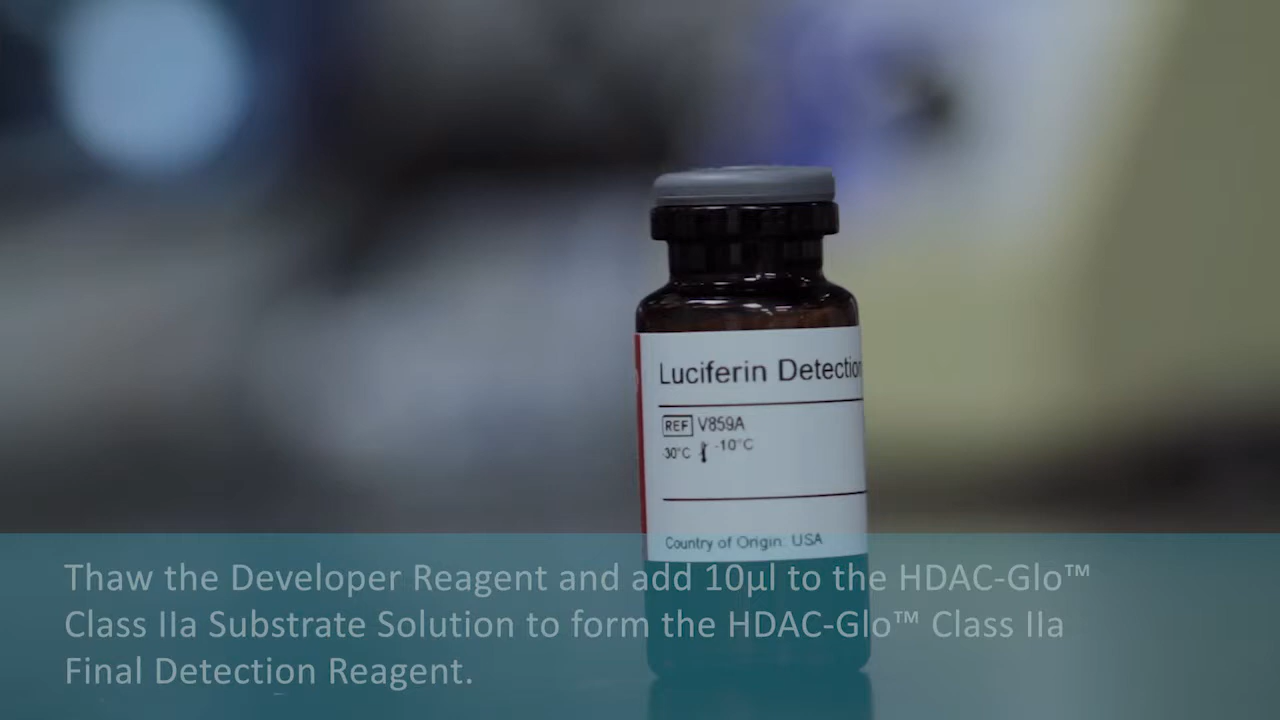 Luciferin Detection
REF V859A
-30°C -10°C
Country of Origin: USA
Thaw the Developer Reagent and add 10µl to the HDAC-Glo™
Class IIa Substrate Solution to form the HDAC-Glo™ Class IIa
Final Detection Reagent.